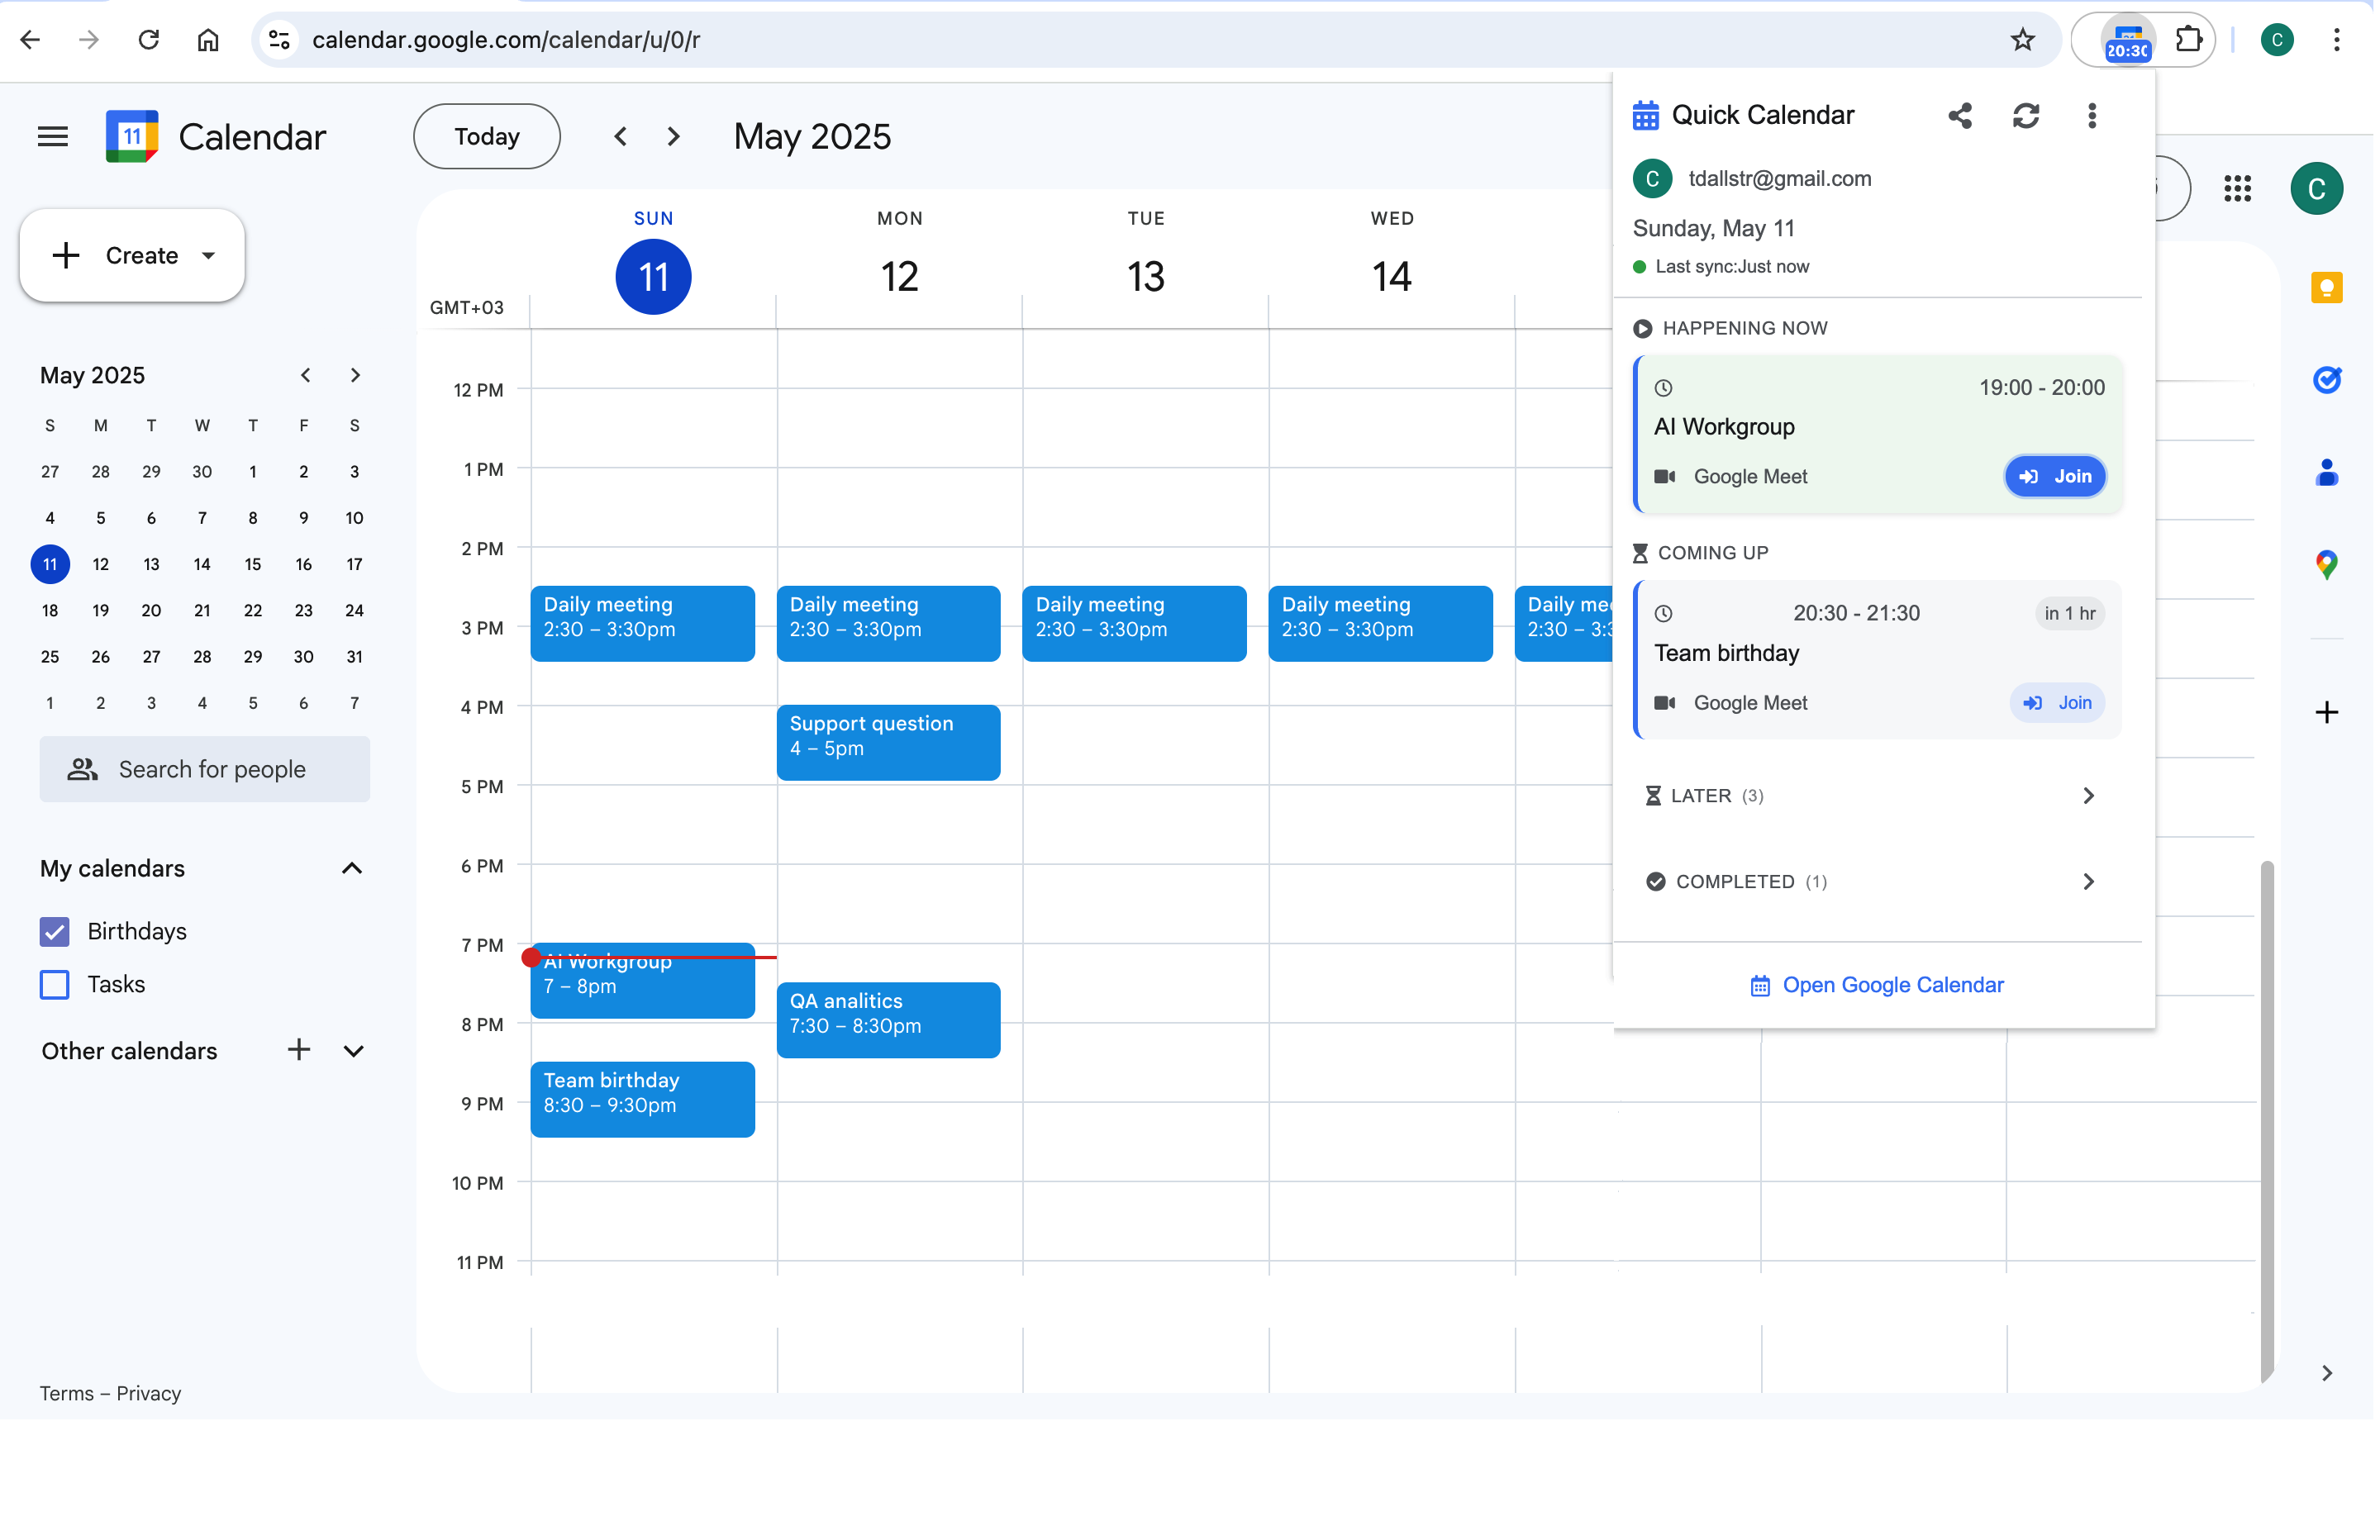 calendar.google.com/calendar/u/0/r
20:30
C
11
Calendar
Today
May 2025
Create
May 2025
S M T W T F S
27 28 29 30 1 2 3
4 5 6 7 8 9 10
11 12 13 14 15 16 17
18 19 20 21 22 23 24
25 26 27 28 29 30 31
1 2 3 4 5 6 7
Search for people
My calendars
Birthdays
Tasks
Other calendars
Terms – Privacy
SUN MON TUE WED
11 12 13 14
GMT+03
12 PM
1 PM
2 PM
Daily meeting
2:30 – 3:30pm
Daily meeting
2:30 – 3:30pm
Daily meeting
2:30 – 3:30pm
Daily meeting
2:30 – 3:30pm
Daily
2:30 –
3 PM
4 PM
Support question
4 – 5pm
5 PM
6 PM
7 PM
AI Workgroup
7 – 8pm
QA analitics
7:30 – 8:30pm
8 PM
Team birthday
8:30 – 9:30pm
9 PM
10 PM
11 PM
Quick Calendar
C tdallstr@gmail.com
Sunday, May 11
Last sync:Just now
HAPPENING NOW
19:00 - 20:00
AI Workgroup
Google Meet Join
COMING UP
20:30 - 21:30 in 1 hr
Team birthday
Google Meet Join
LATER (3)
COMPLETED (1)
Open Google Calendar
C